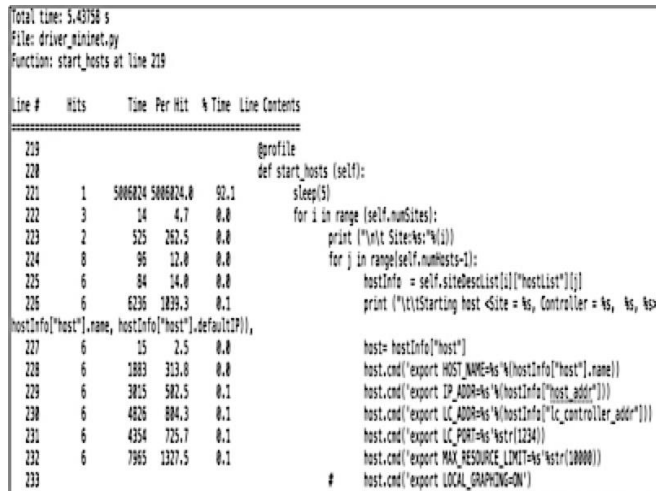 Total time: 5.43758 s
File: driver_mininet.py
Function: start_hosts at line 219
Line # Hits Time Per Hit % Time Line Contents
==============================================================
219 @profile
220 def start_hosts (self):
221 1 5006024 5006024.0 92.1 sleep(5)
222 3 14 4.7 0.0 for i in range (self.numSites):
223 2 525 262.5 0.0 print ("\n\t Site:%s:"%(i))
224 8 96 12.0 0.0 for j in range(self.numHosts-1):
225 6 84 14.0 0.0 hostInfo = self.siteDescList[i]["hostList"][j]
226 6 6236 1039.3 0.1 print ("\t\tStarting host <Site = %s, Controller = %s, %s, %s>
hostInfo["host"].name, hostInfo["host"].defaultIP)),
227 6 15 2.5 0.0 host= hostInfo["host"]
228 6 1883 313.8 0.0 host.cmd('export HOST_NAME=%s'%(hostInfo["host"].name))
229 6 3015 502.5 0.1 host.cmd('export IP_ADDR=%s'%(hostInfo["host_addr"]))
230 6 4826 804.3 0.1 host.cmd('export LC_ADDR=%s'%(hostInfo["lc_controller_addr"]))
231 6 4354 725.7 0.1 host.cmd('export LC_PORT=%s'%str(1234))
232 6 7965 1327.5 0.1 host.cmd('export MAX_RESOURCE_LIMIT=%s'%str(10000))
233 # host.cmd('export LOCAL_GRAPHING=ON')